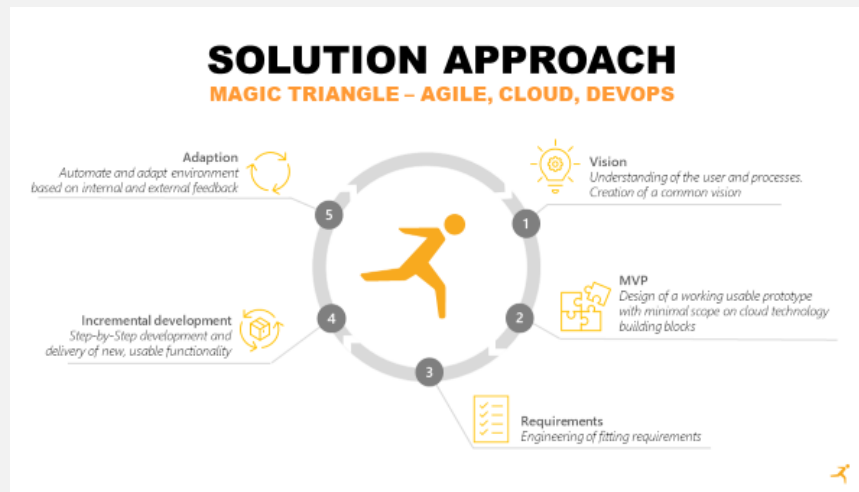 SOLUTION APPROACH
MAGIC TRIANGLE – AGILE, CLOUD, DEVOPS
1
Vision
Understanding of the user and processes.
Creation of a common vision
2
MVP
Design of a working usable prototype
with minimal scope on cloud technology
building blocks
3
Requirements
Engineering of fitting requirements
4
Incremental development
Step-by-Step development and
delivery of new, usable functionality
5
Adaption
Automate and adapt environment
based on internal and external feedback